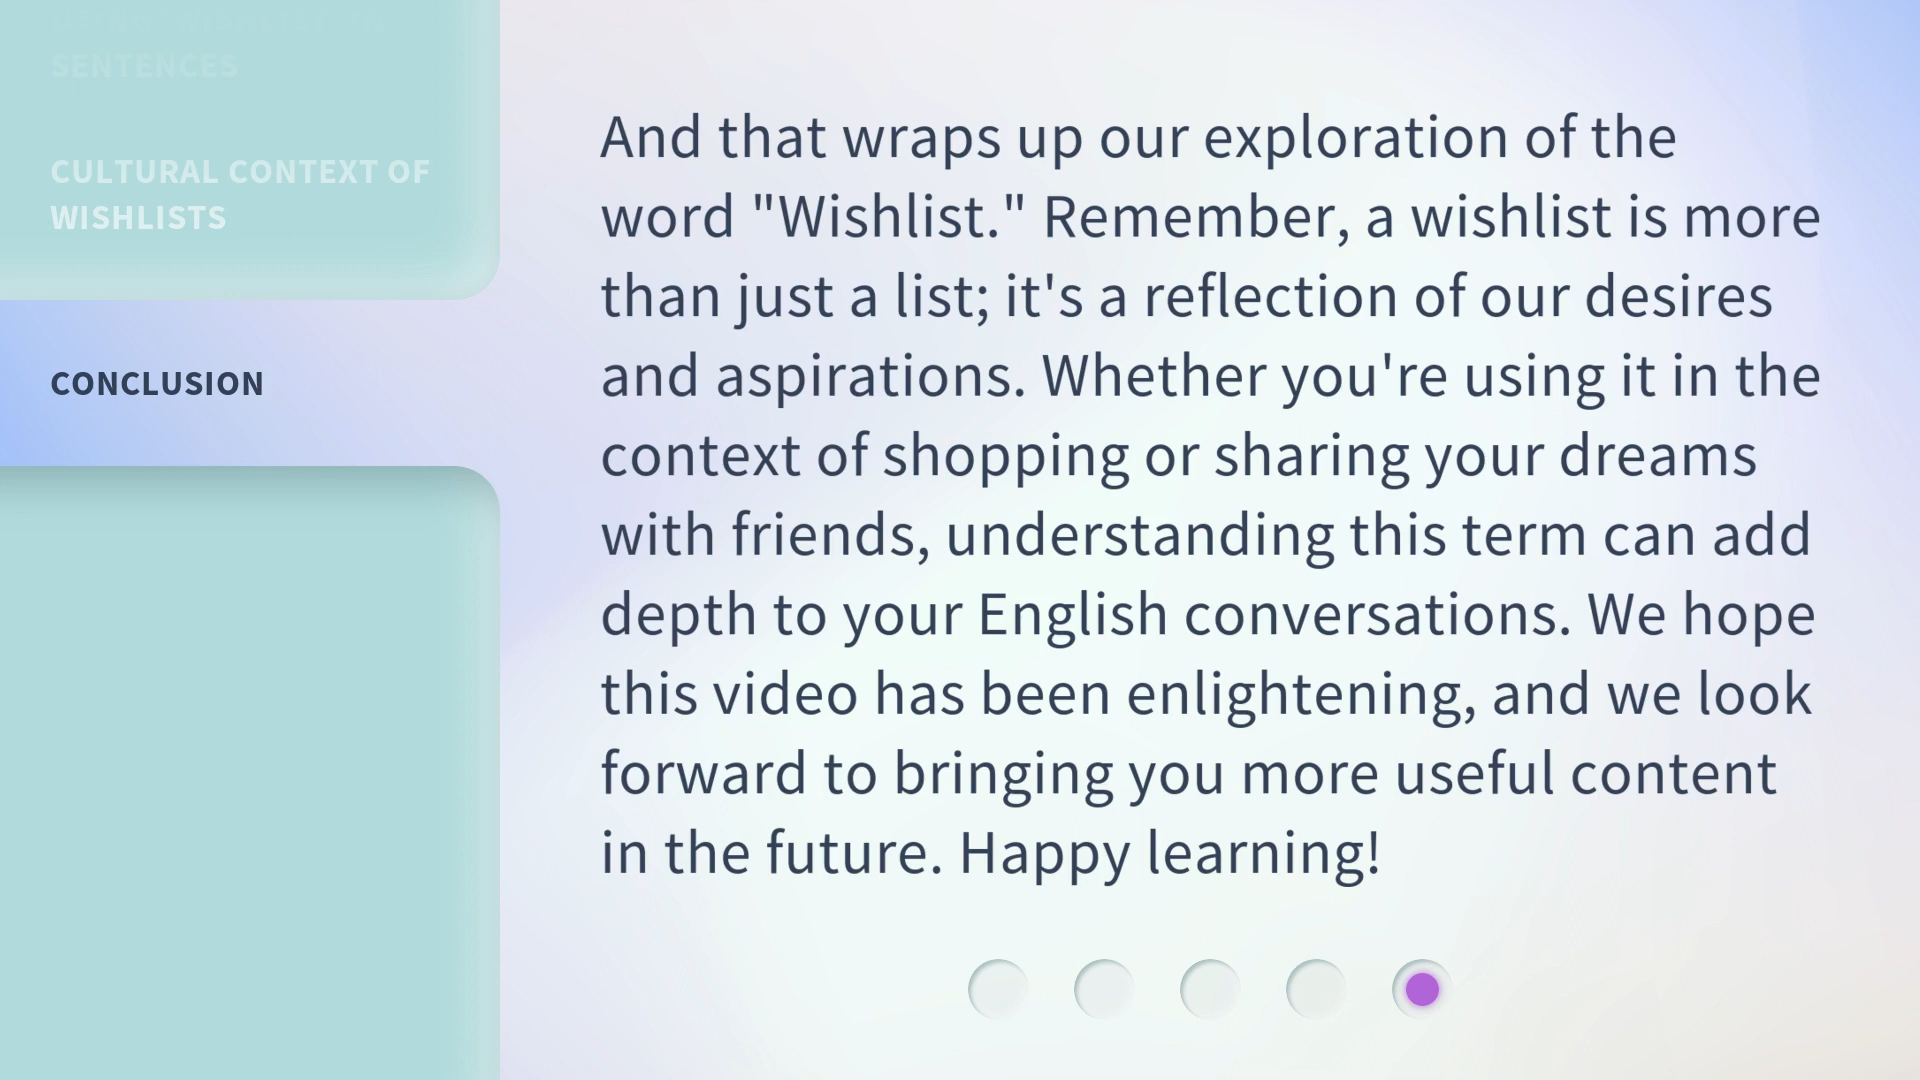 SENTENCES
CULTURAL CONTEXT OF
WISHLISTS
CONCLUSION
And that wraps up our exploration of the
word "Wishlist." Remember, a wishlist is more
than just a list; it's a reflection of our desires
and aspirations. Whether you're using it in the
context of shopping or sharing your dreams
with friends, understanding this term can add
depth to your English conversations. We hope
this video has been enlightening, and we look
forward to bringing you more useful content
in the future. Happy learning!